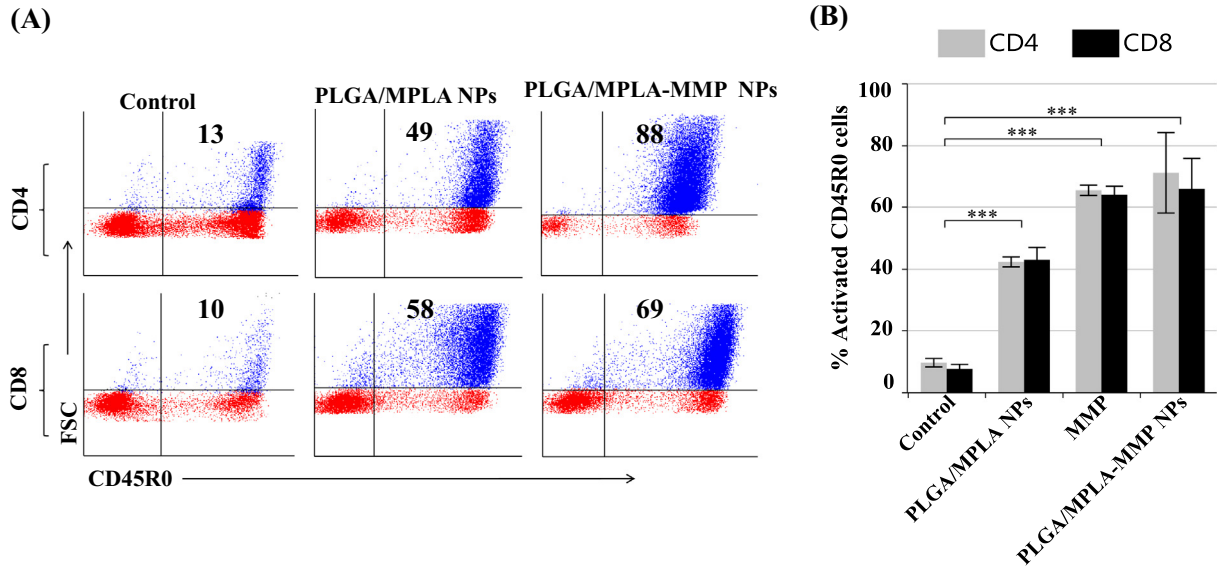 (A)
Control
PLGA/MPLA NPs
PLGA/MPLA-MMP NPs
13
49
88
CD4
10
58
69
CD8
FSC
CD45R0
(B)
CD4
CD8
% Activated CD45R0 cells
100
80
60
40
20
0
***
***
***
Control
PLGA/MPLA NPs
MMP
PLGA/MPLA-MMP NPs